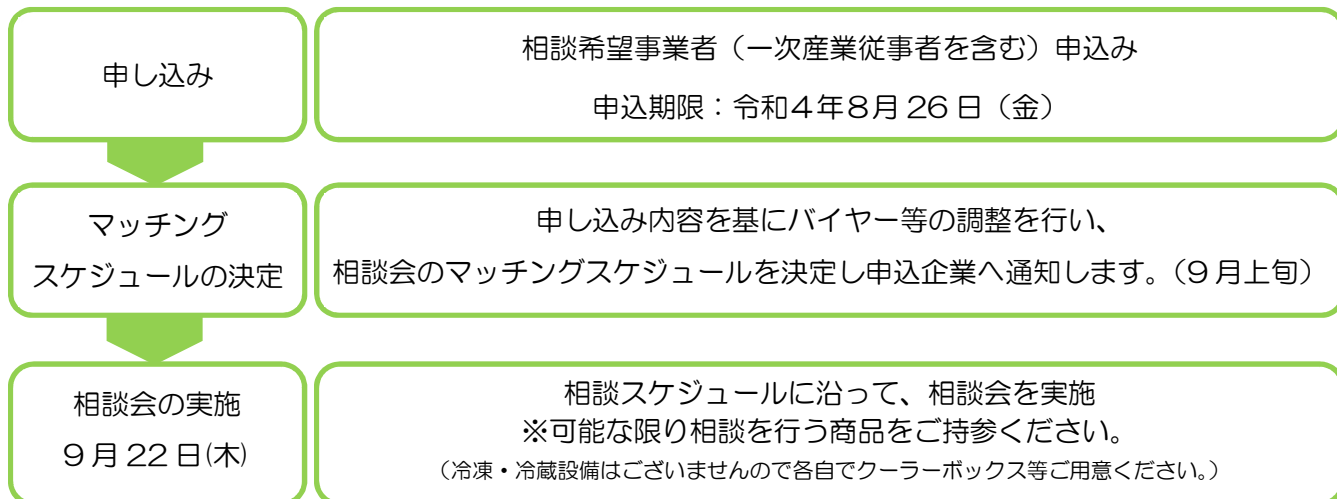 申し込み
相談希望事業者（一次産業従事者を含む）申込み
申込期限：令和４年８月 26 日（金）
マッチング
スケジュールの決定
申し込み内容を基にバイヤー等の調整を行い、
相談会のマッチングスケジュールを決定し申込企業へ通知します。（９月上旬）
相談会の実施
９月 22 日(木)
相談スケジュールに沿って、相談会を実施
※可能な限り相談を行う商品をご持参ください。
（冷凍・冷蔵設備はございませんので各自でクーラーボックス等ご用意ください。）